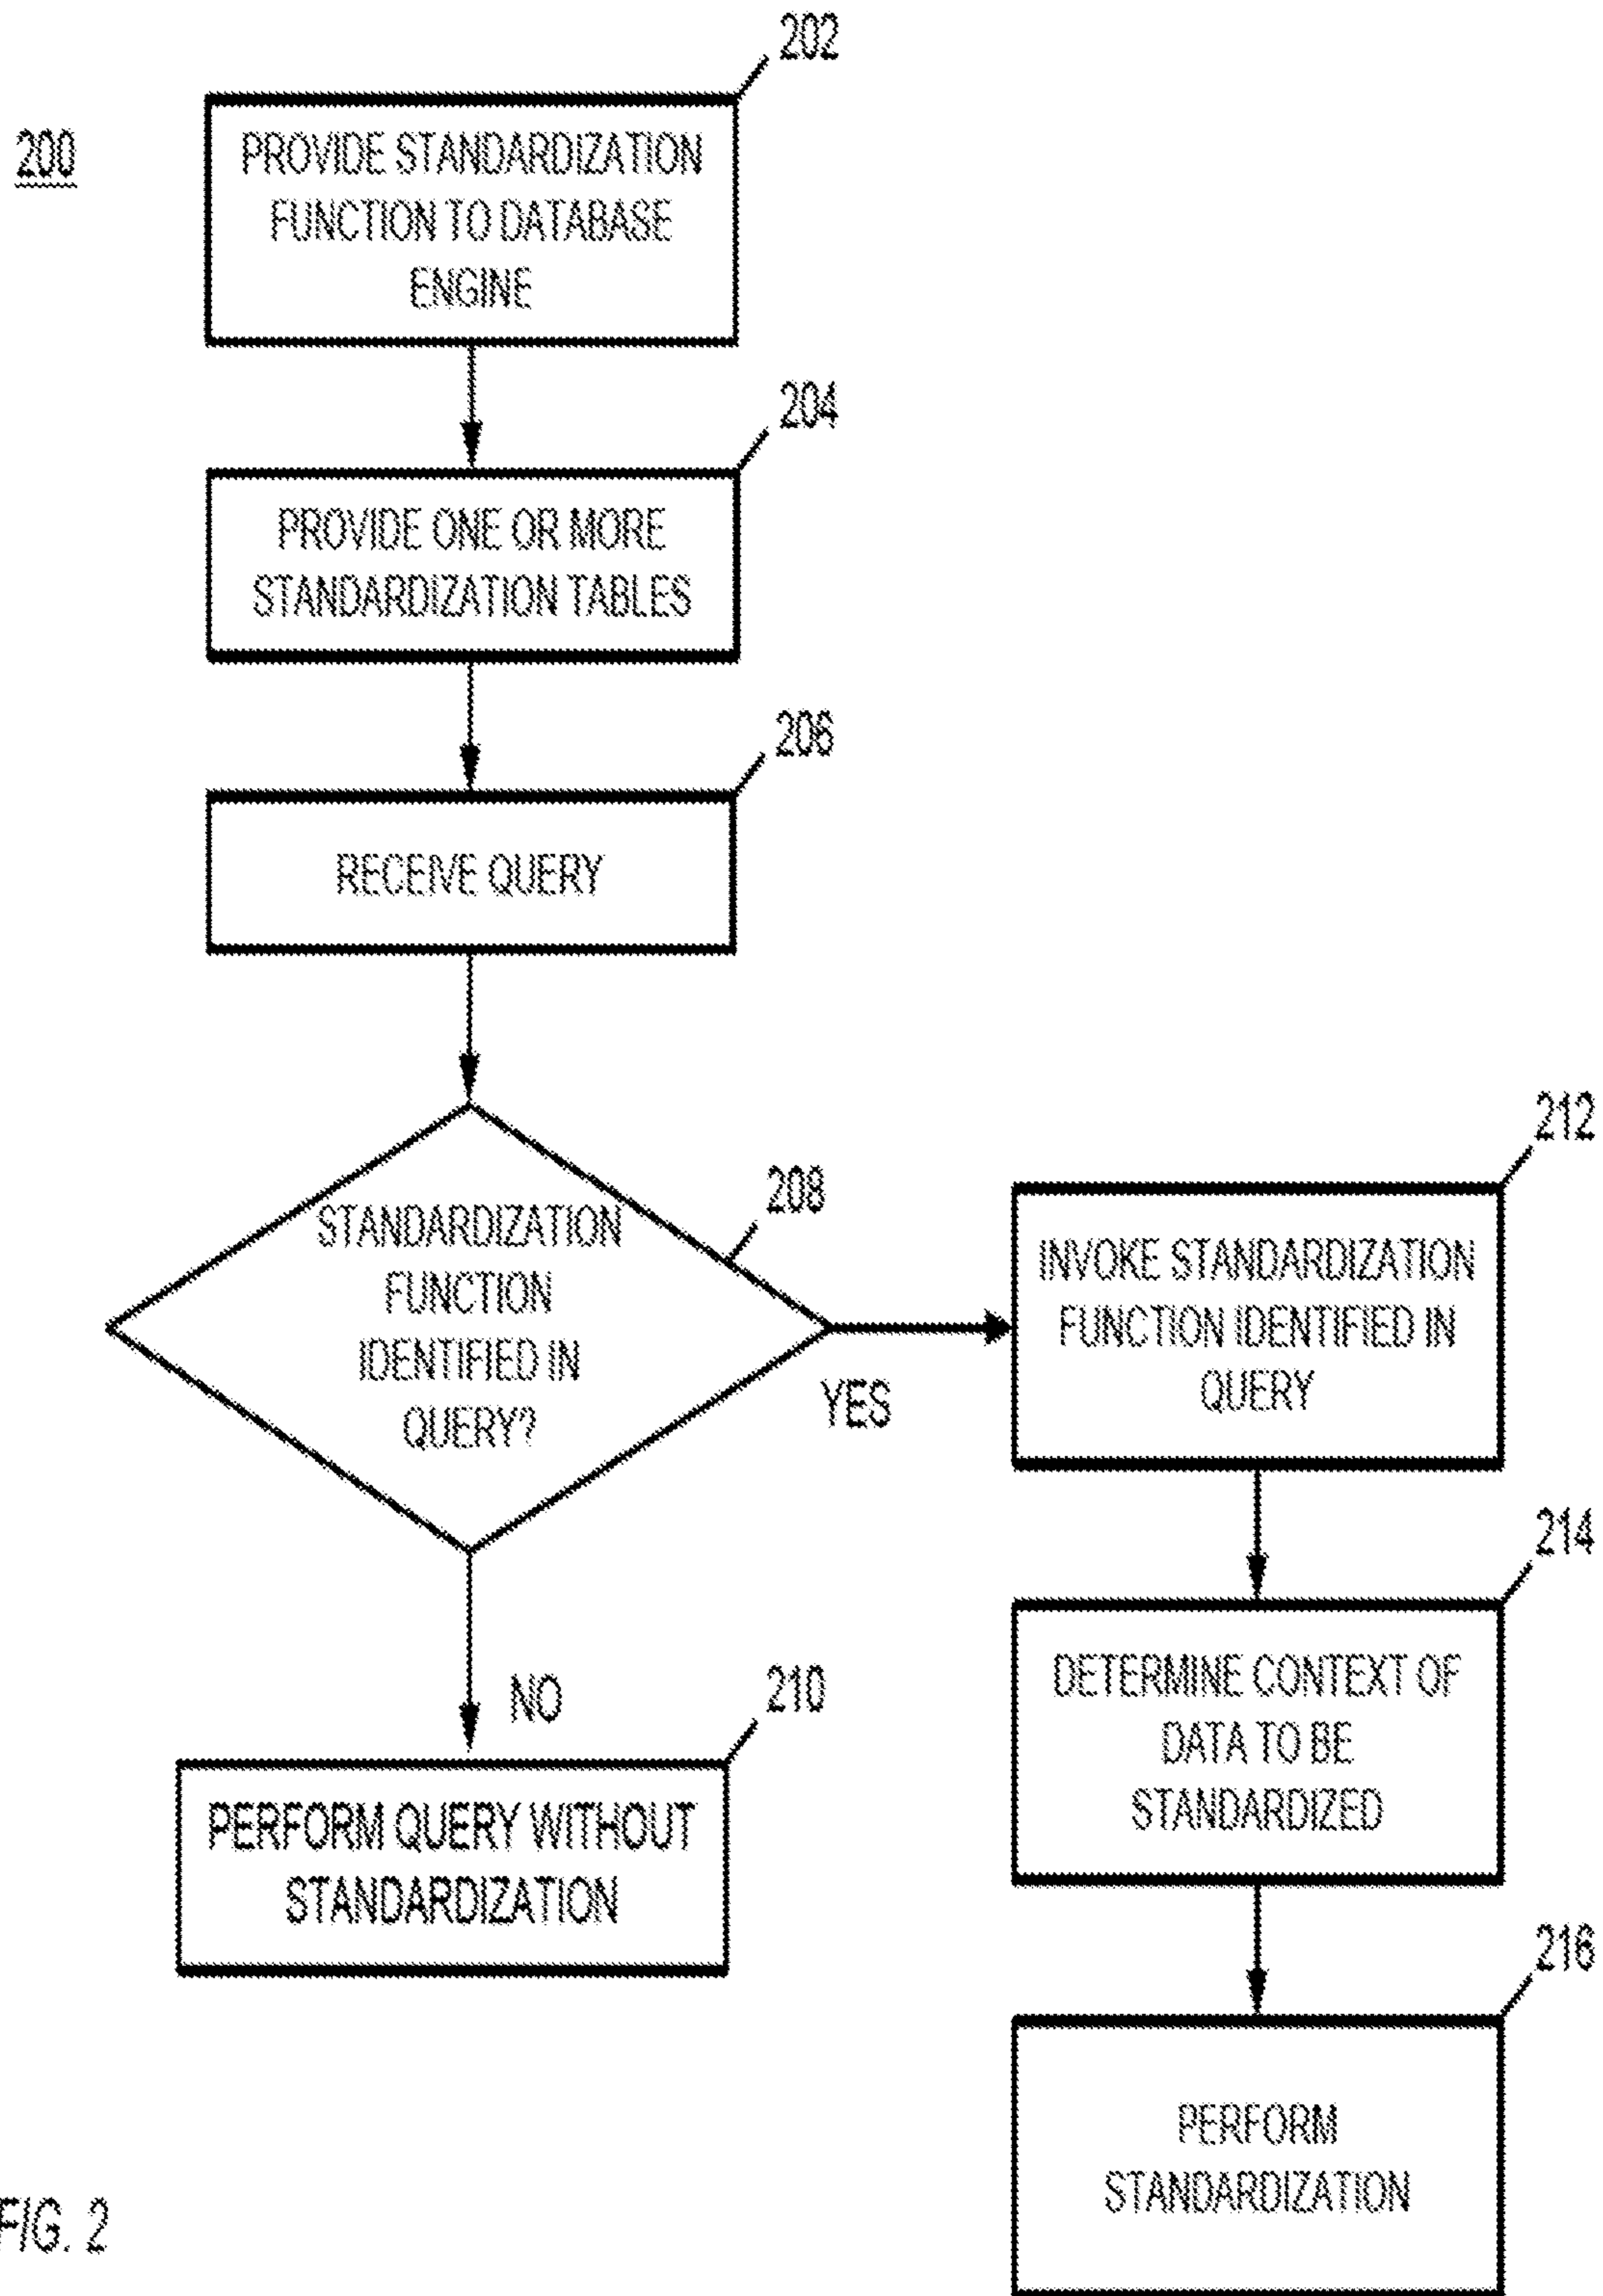 200
202
PROVIDE STANDARDIZATION
FUNCTION TO DATABASE
ENGINE
204
PROVIDE ONE OR MORE
STANDARDIZATION TABLES
206
RECEIVE QUERY
208
STANDARDIZATION
FUNCTION
IDENTIFIED IN
QUERY?
YES
NO
210
PERFORM QUERY WITHOUT
STANDARDIZATION
212
INVOKE STANDARDIZATION
FUNCTION IDENTIFIED IN
QUERY
214
DETERMINE CONTEXT OF
DATA TO BE
STANDARDIZED
216
PERFORM
STANDARDIZATION
FIG. 2